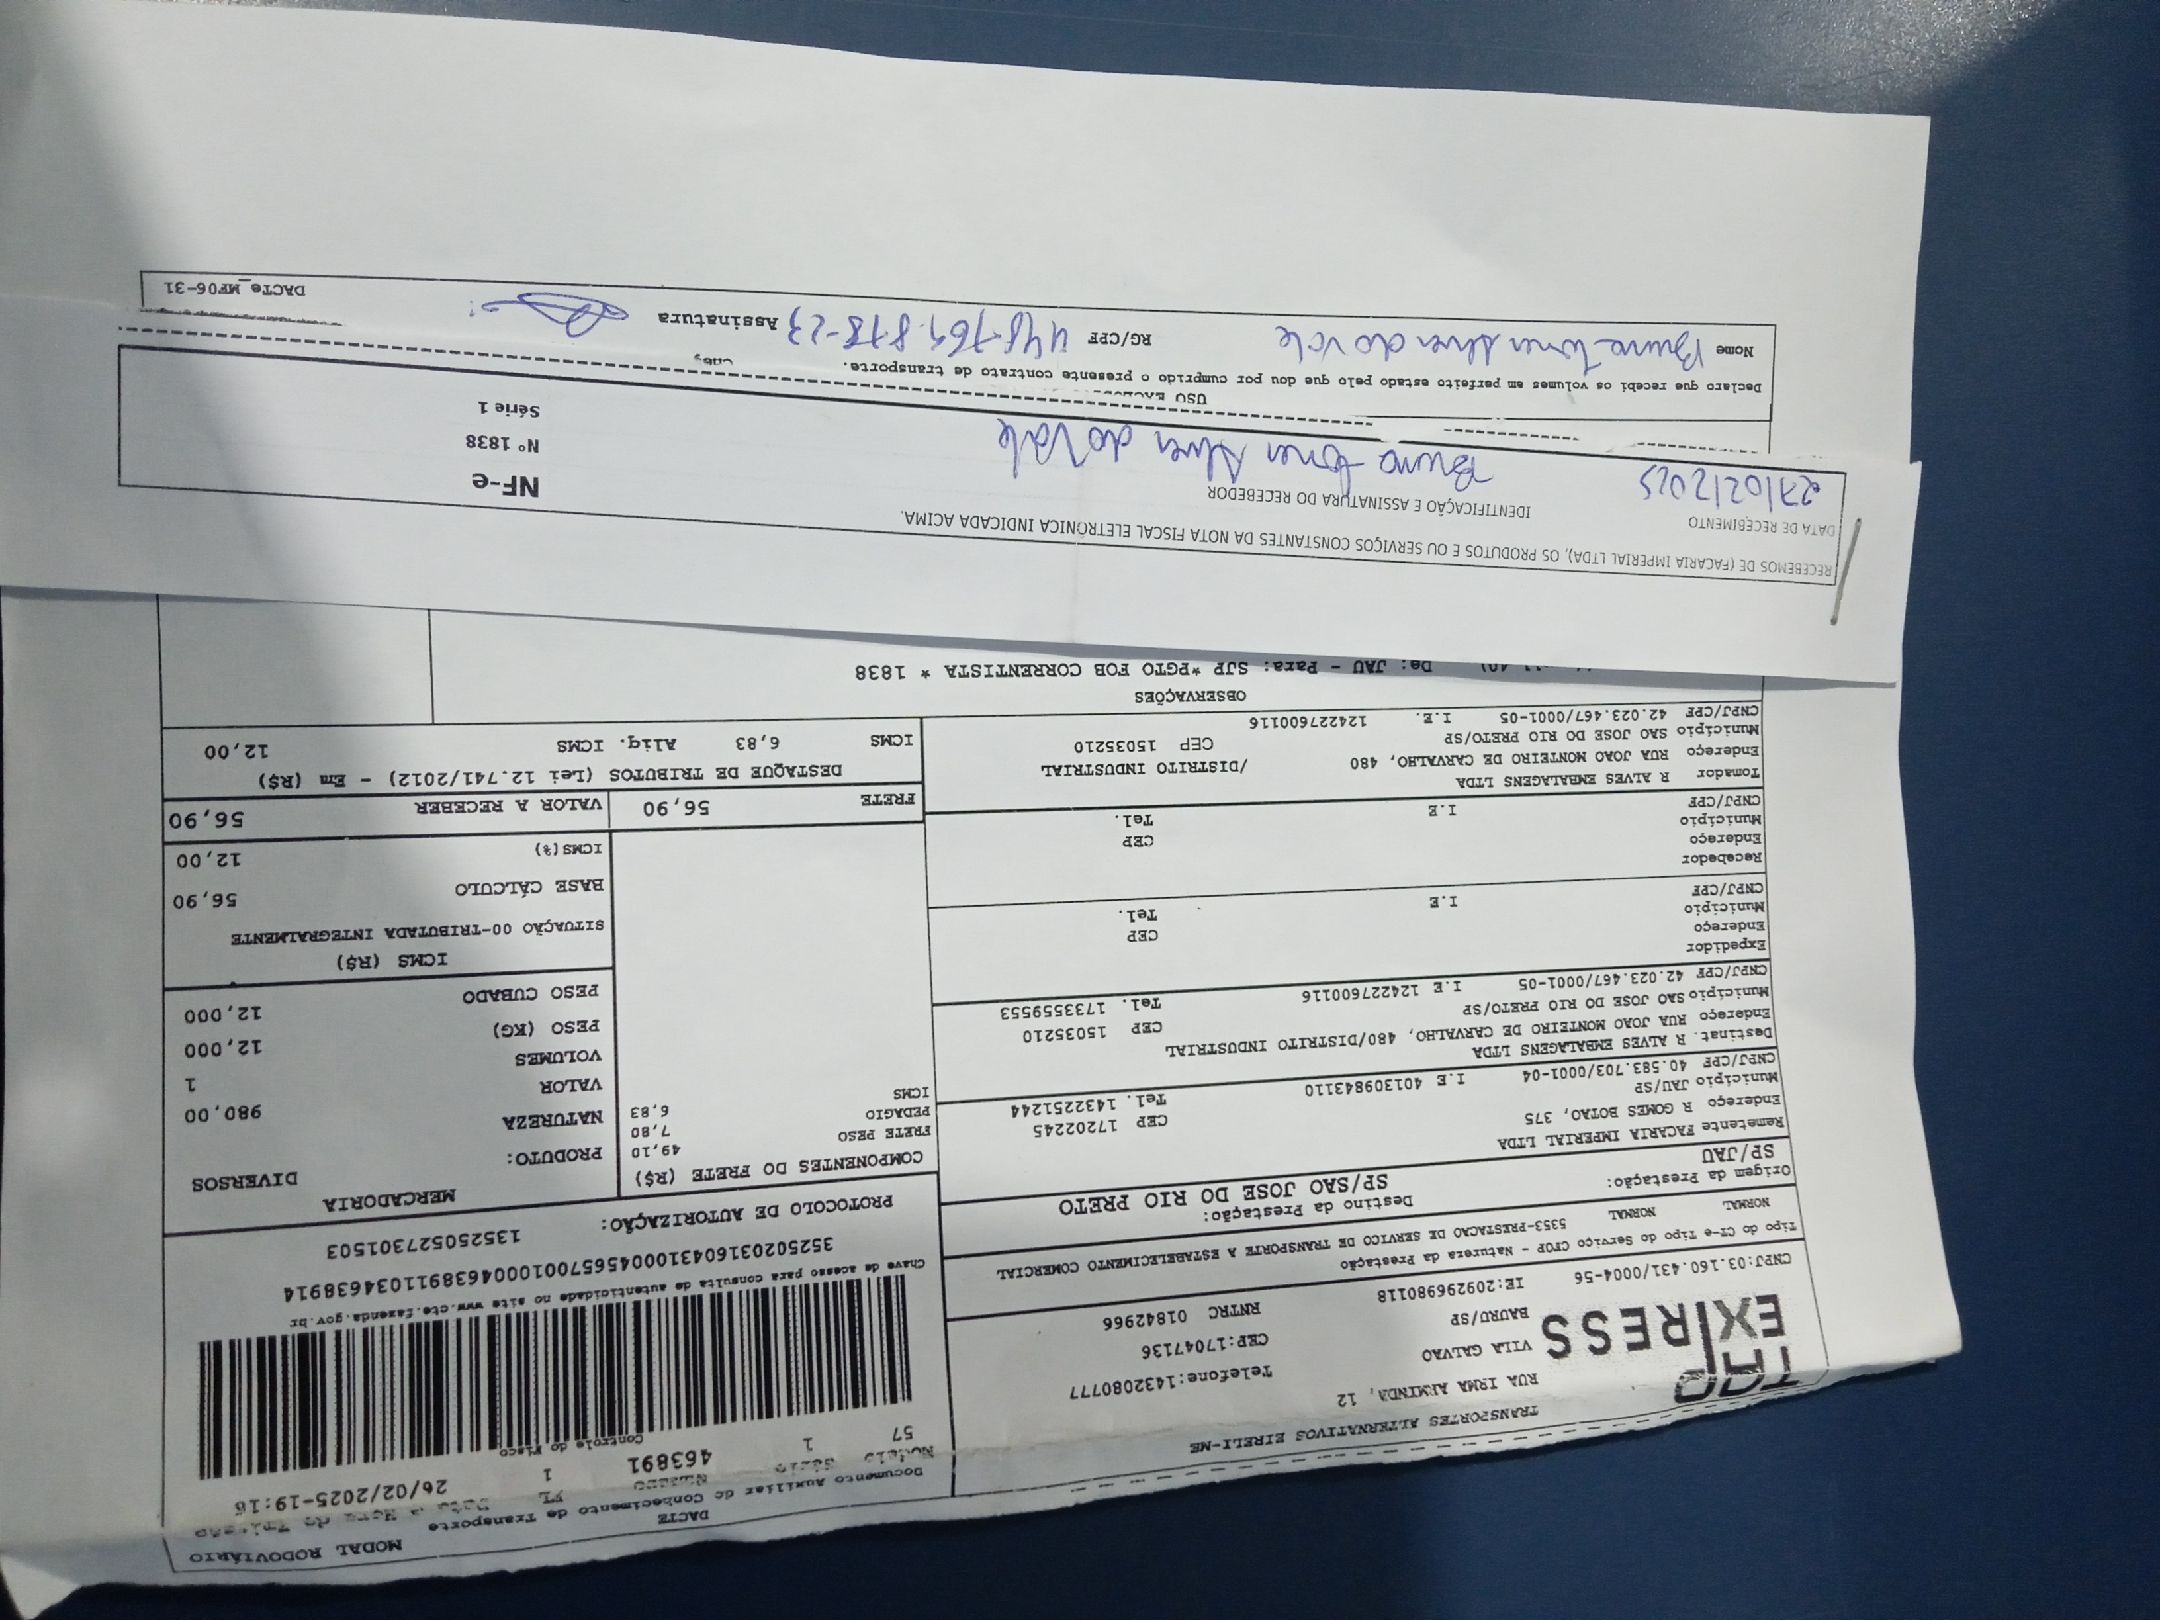 DACTE
Documento Auxiliar de Conhecimento de Transporte
MODAL RODOVIÁRIO
TRANSPORTES ALTERNATIVOS EIRELI-ME
Modelo Série FL
57 1 463891 1 26/02/2025-19:16
Controle do Fisco
TAP
EXPRESS
RUA IRMA ARMINDA, 12
Telefone:1432080777
VILA GALVAO
CEP:17047136
BAURU/SP
RNTRC 01842966
CNPJ:03.160.431/0004-56 IE:209296980118
Chave de acesso para consulta de autenticidade no site www.cte.fazenda.gov.br
PROTOCOLO DE AUTORIZAÇÃO: 135250527301503
Tipo do CT-e Tipo do Serviço CFOP - Natureza da Prestação
NORMAL NORMAL 5353-PRESTACAO DE SERVICO DE TRANSPORTE A ESTABELECIMENTO COMERCIAL
Origem da Prestação: Destino da Prestação:
SP/JAU SP/SAO JOSE DO RIO PRETO
Remetente FACARIA IMPERIAL LTDA
Endereço R GOMES BOTAO, 375 CEP 17202245
Município JAU/SP Tel. 1432251244
CNPJ/CPF 40.583.703/0001-04 I.E 401309843110
Destinat. R ALVES EMBALAGENS LTDA
Endereço RUA JOAO MONTEIRO DE CARVALHO, 480/DISTRITO INDUSTRIAL CEP 15035210
Município SAO JOSE DO RIO PRETO/SP Tel. 1733559553
CNPJ/CPF 42.023.467/0001-05 I.E 124227600116
Expedidor
Endereço CEP
Município Tel.
CNPJ/CPF I.E
Recebedor
Endereço CEP
Município Tel.
CNPJ/CPF I.E
Tomador R ALVES EMBALAGENS LTDA
Endereço RUA JOAO MONTEIRO DE CARVALHO, 480 /DISTRITO INDUSTRIAL
Município SAO JOSE DO RIO PRETO/SP CEP 15035210
CNPJ/CPF 42.023.467/0001-05 I.E. 124227600116
COMPONENTES DO FRETE (R$)
FRETE PESO 49,10
PEDAGIO 7,80
ICMS 6,83
MERCADORIA
PRODUTO: DIVERSOS
NATUREZA
VALOR 980,00
VOLUMES 1
PESO (KG) 12,000
PESO CUBADO 12,000
ICMS (R$)
SITUAÇÃO 00-TRIBUTADA INTEGRALMENTE
BASE CÁLCULO 56,90
ICMS(%) 12,00
FRETE 56,90 VALOR A RECEBER 56,90
DESTAQUE DE TRIBUTOS (Lei 12.741/2012) - Em (R$)
ICMS 6,83 Aliq. ICMS 12,00
OBSERVAÇÕES
De: JAU - Para: SJP *PGTO FOB CORRENTISTA * 1838
RECEBEMOS DE (FACARIA IMPERIAL LTDA), OS PRODUTOS E OU SERVIÇOS CONSTANTES DA NOTA FISCAL ELETRÔNICA INDICADA ACIMA.
DATA DE RECEBIMENTO IDENTIFICAÇÃO E ASSINATURA DO RECEBEDOR
27/02/2025 Bruno Alves do Vale
NF-e
Nº 1838
Série 1
USO
Declaro que recebi os volumes em perfeito estado pelo que dou por cumprido o presente contrato de transporte.
Nome Bruno Alves do Vale RG/CPF Assinatura
DACTe_MF06-31